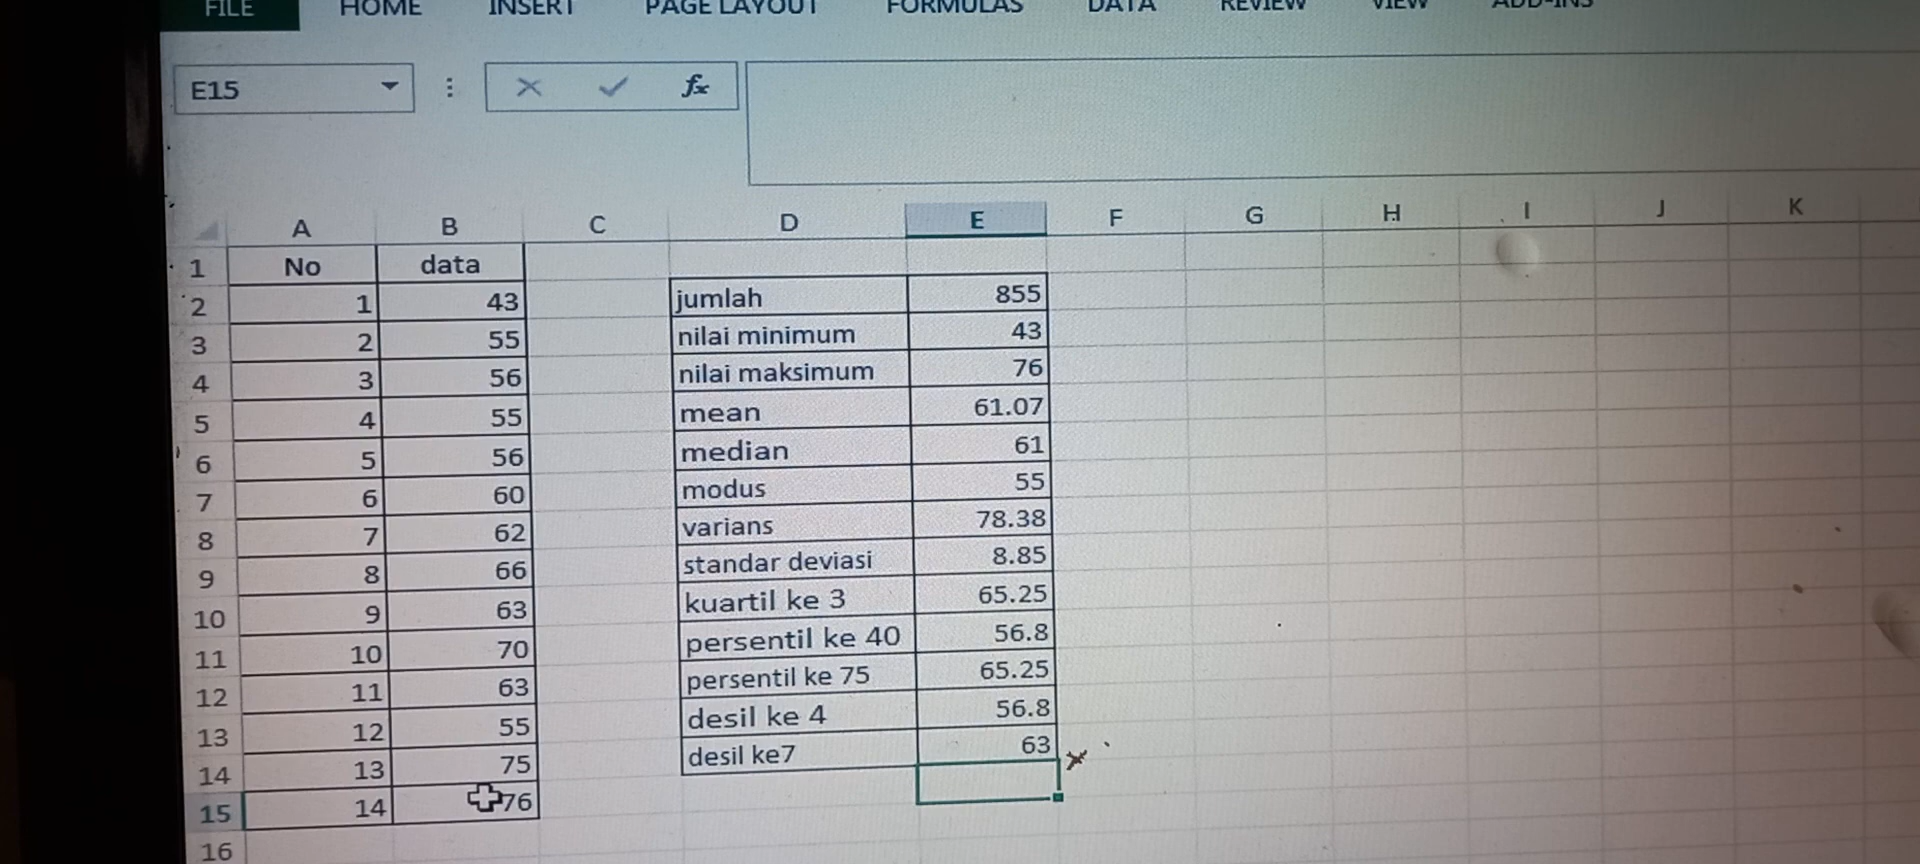 FILE HOME INSERT PAGE LAYOUT FORMULAS DATA REVIEW VIEW ADD-INS
E15 fx
A B C D E F G H I J K
1 No data
2 1 43 jumlah 855
3 2 55 nilai minimum 43
4 3 56 nilai maksimum 76
5 4 55 mean 61.07
6 5 56 median 61
7 6 60 modus 55
8 7 62 varians 78.38
9 8 66 standar deviasi 8.85
10 9 63 kuartil ke 3 65.25
11 10 70 persentil ke 40 56.8
12 11 63 persentil ke 75 65.25
13 12 55 desil ke 4 56.8
14 13 75 desil ke7 63
15 14 76
16